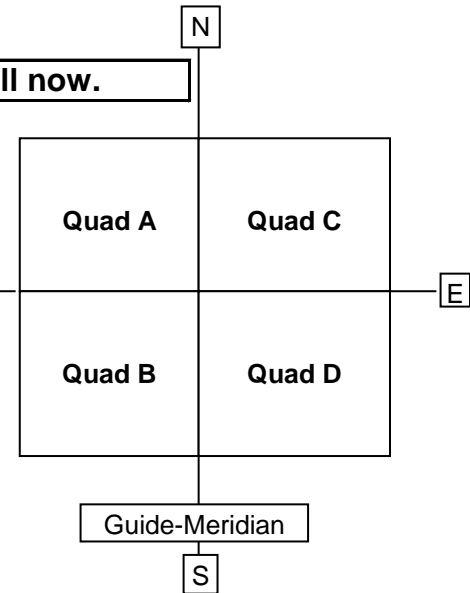 N
ll now.
Quad A Quad C
E
Quad B Quad D
Guide-Meridian
S